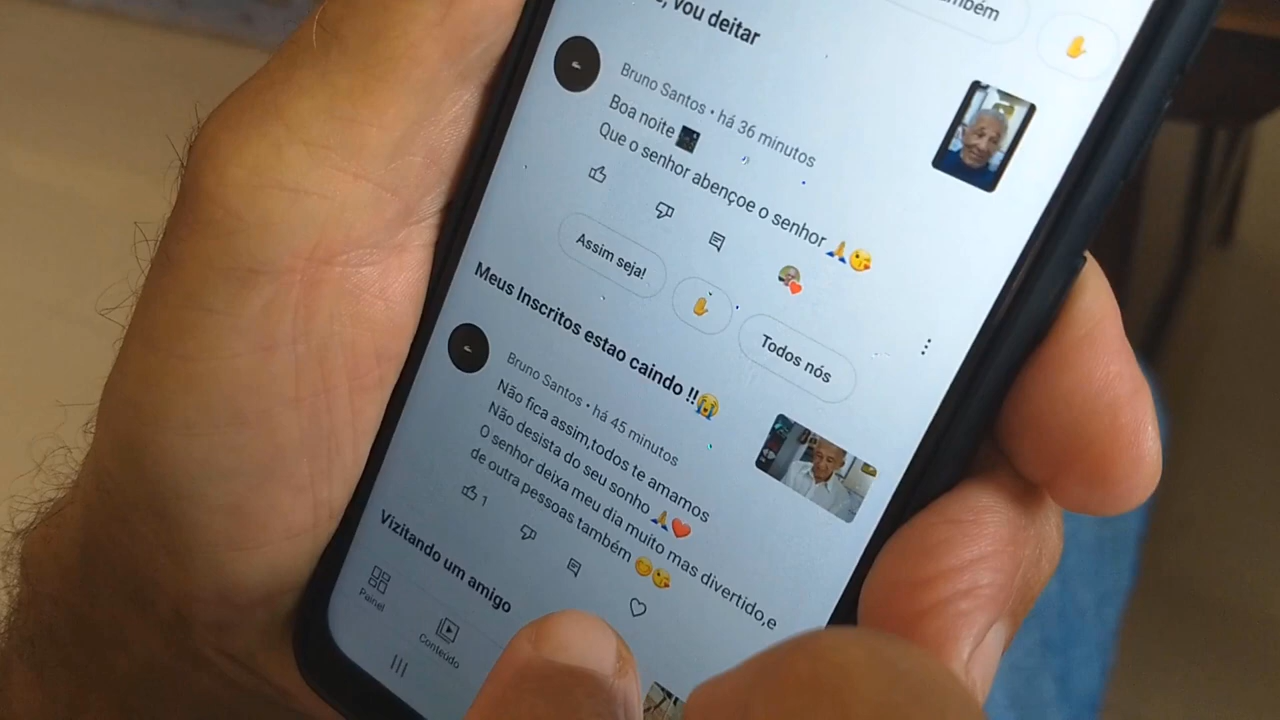 vou deitar
Bruno Santos • há 36 minutos
Boa noite 🌃
Que o senhor abençoe o senhor 🙏😘
Assim seja!
✋
Todos nós
Meus Inscritos estao caindo !!😭
Bruno Santos • há 45 minutos
Não fica assim,todos te amamos
Não desista do seu sonho 🙏❤️
O senhor deixa meu dia muito mas divertido,e
de outra pessoas também 😊😘
1
Vizitando um amigo
Painel
Conteúdo